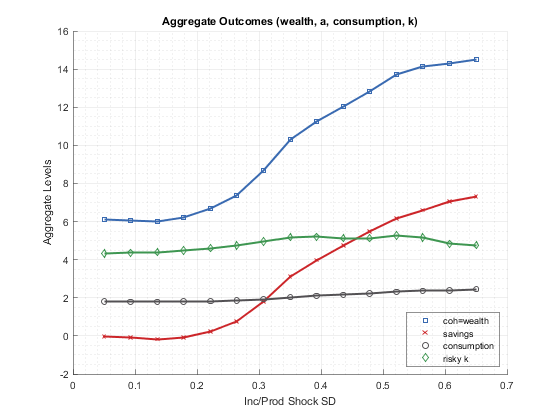 Aggregate Outcomes (wealth, a, consumption, k)
16
14
12
10
8
6
4
2
0
-2
Aggregate Levels
0
0.1
0.2
0.3
0.4
0.5
0.6
0.7
Inc/Prod Shock SD
coh=wealth
savings
consumption
risky k